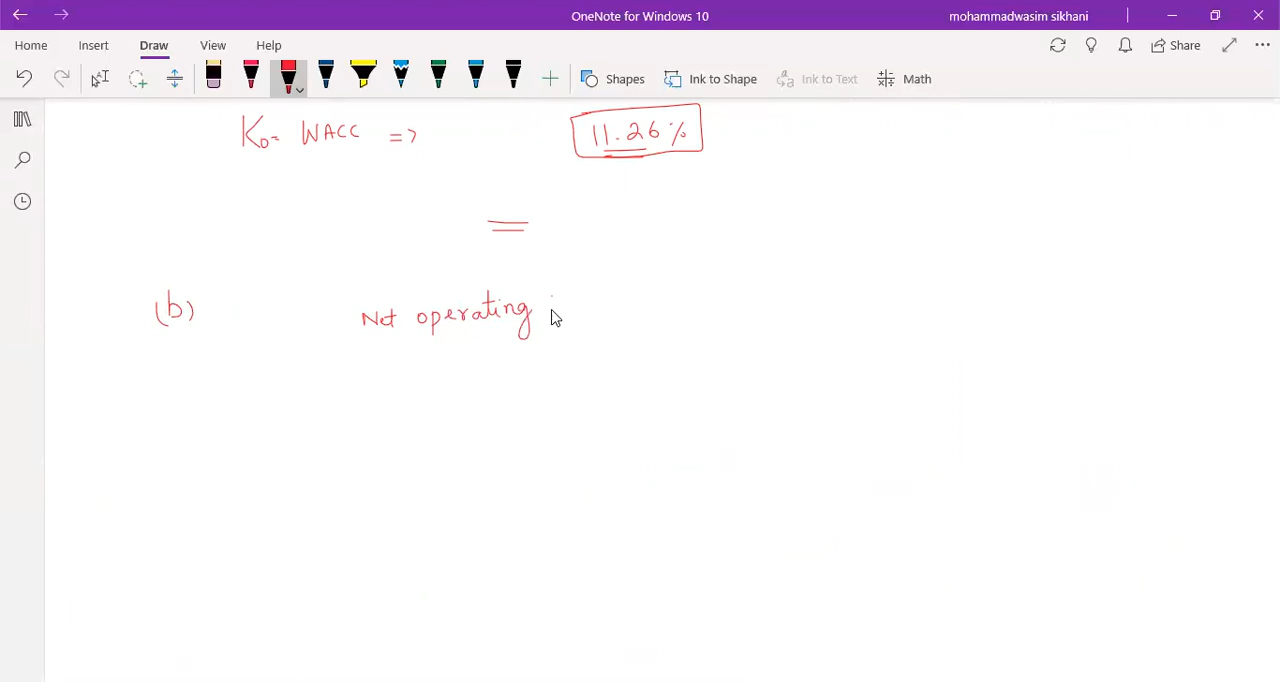 OneNote for Windows 10
mohammadwasim sikhani
Home Insert Draw View Help
Share
Shapes Ink to Shape Ink to Text Math
K₀= WACC => 11.26%
(b) Net operating